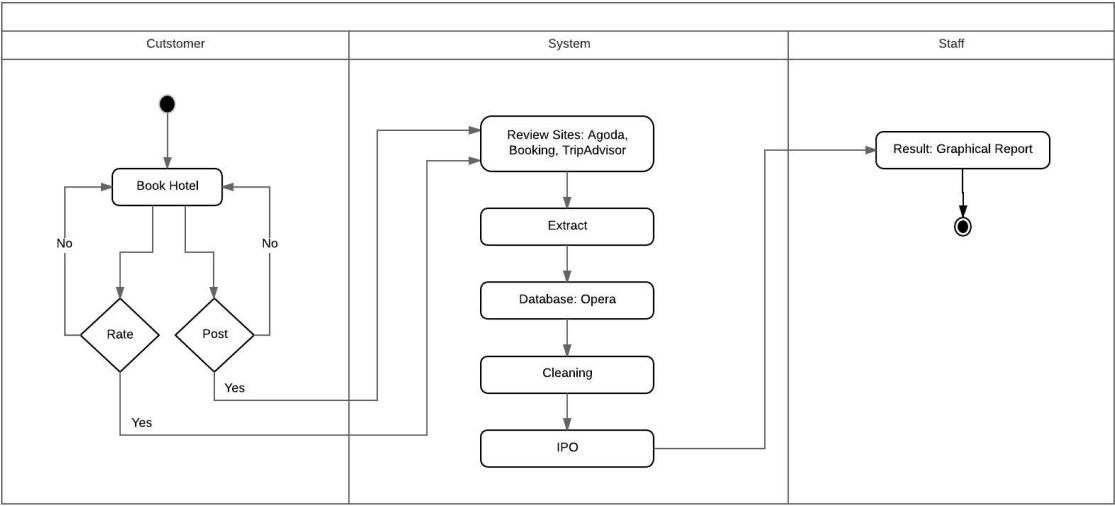 Cutstomer
System
Staff
Book Hotel
No
No
Rate
Post
Yes
Yes
Review Sites: Agoda,
Booking, TripAdvisor
Extract
Database: Opera
Cleaning
IPO
Result: Graphical Report